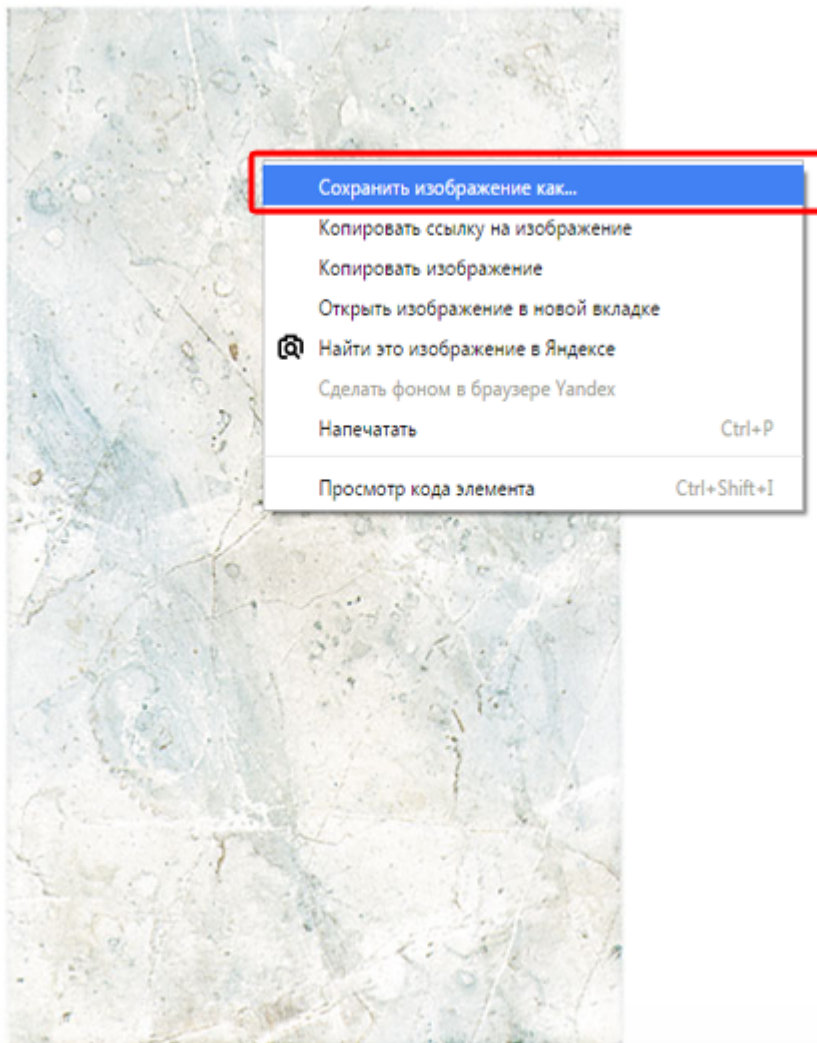 Сохранить изображение как...
Копировать ссылку на изображение
Копировать изображение
Открыть изображение в новой вкладке
Найти это изображение в Яндексе
Сделать фоном в браузере Yandex
Напечатать Ctrl+P
Просмотр кода элемента Ctrl+Shift+I